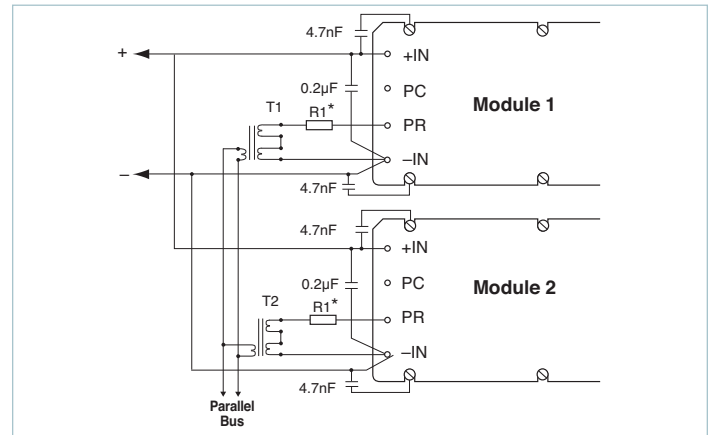 4.7nF
+
+IN
0.2µF
PC
Module 1
T1
R1*
PR
–IN
–
4.7nF
4.7nF
+IN
0.2µF
PC
Module 2
T2
R1*
PR
–IN
4.7nF
Parallel
Bus